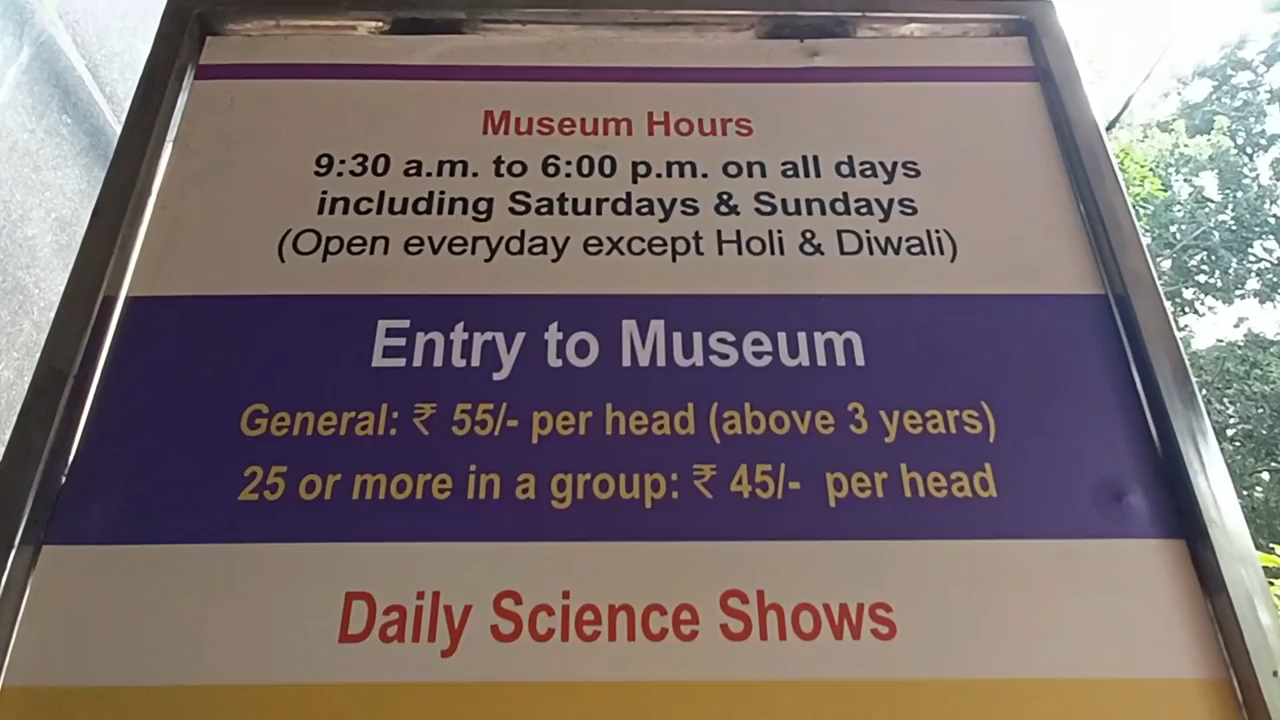 Museum Hours
9:30 a.m. to 6:00 p.m. on all days
including Saturdays & Sundays
(Open everyday except Holi & Diwali)
Entry to Museum
General: ₹ 55/- per head (above 3 years)
25 or more in a group: ₹ 45/- per head
Daily Science Shows